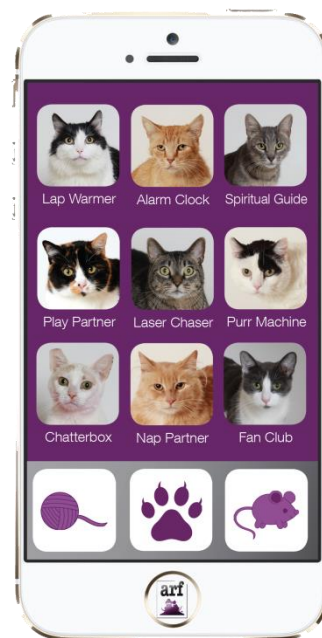 Lap Warmer Alarm Clock Spiritual Guide
Play Partner Laser Chaser Purr Machine
Chatterbox Nap Partner Fan Club
arf